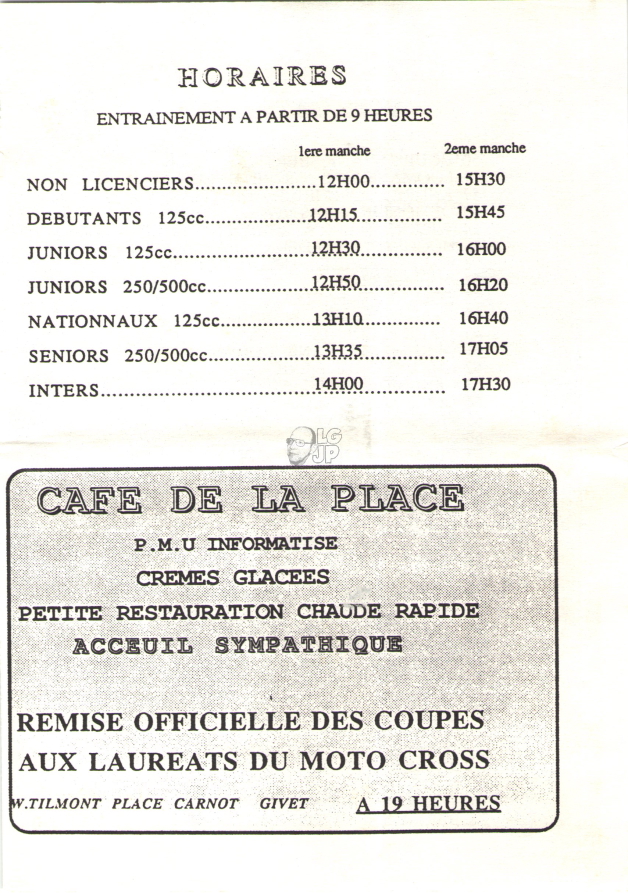 HORAIRES
ENTRAINEMENT A PARTIR DE 9 HEURES
1ere manche 2eme manche
NON LICENCIERS.....................12H00............. 15H30
DEBUTANTS 125cc..................12H15..................... 15H45
JUNIORS 125cc........................12H30..................... 16H00
JUNIORS 250/500cc.................12H50..................... 16H20
NATIONNAUX 125cc...............13H10..................... 16H40
SENIORS 250/500cc.................13H35..................... 17H05
INTERS....................................14H00..................... 17H30
LG
JP
CAFE DE LA PLACE
P.M.U INFORMATISE
CREMES GLACEES
PETITE RESTAURATION CHAUDE RAPIDE
ACCEUIL SYMPATHIQUE
REMISE OFFICIELLE DES COUPES
AUX LAUREATS DU MOTO CROSS
W.TILMONT PLACE CARNOT GIVET A 19 HEURES